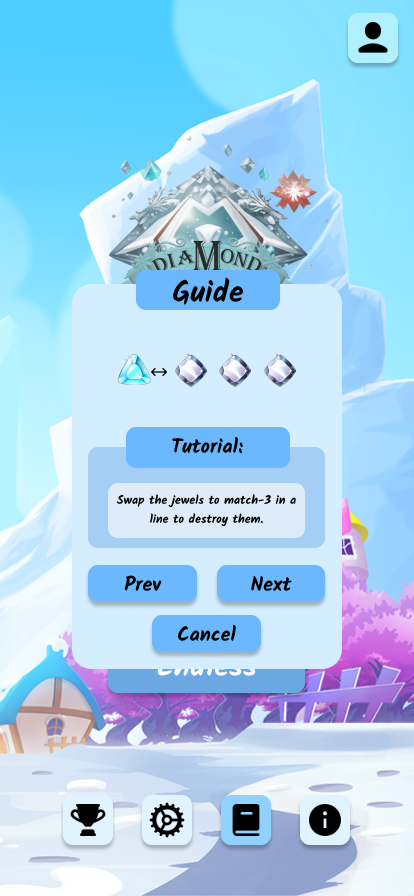 DIAMOND
Guide
Tutorial:
Swap the jewels to match-3 in a
line to destroy them.
Prev
Next
Cancel
Endless